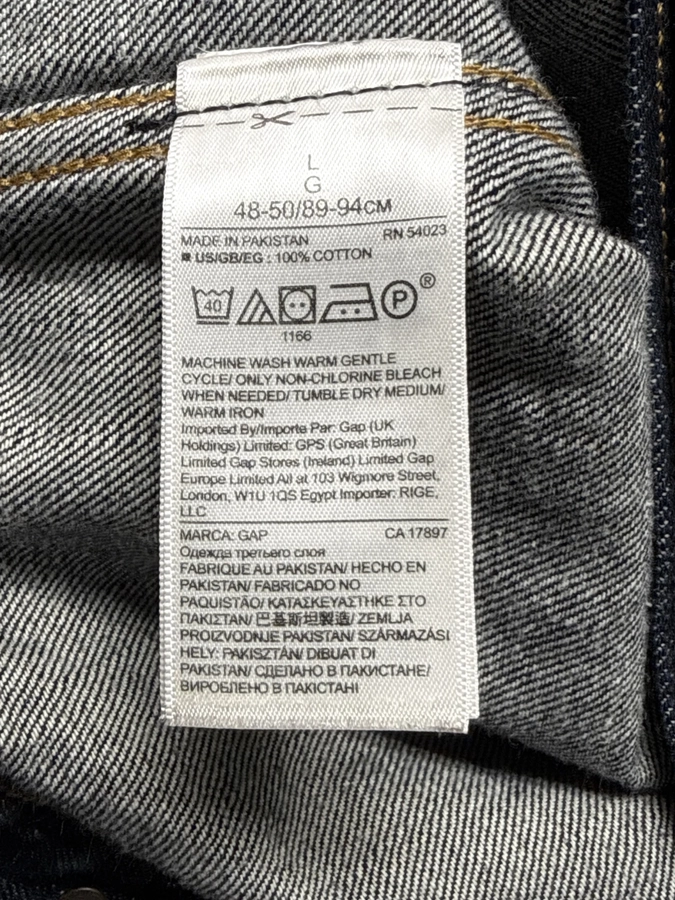 L
G
48-50/89-94CM
MADE IN PAKISTAN RN 54023
US/GB/EG : 100% COTTON
40 P ®
1166
MACHINE WASH WARM GENTLE
CYCLE/ ONLY NON-CHLORINE BLEACH
WHEN NEEDED/ TUMBLE DRY MEDIUM/
WARM IRON
Imported By/Importe Par: Gap (UK
Holdings) Limited: GPS (Great Britain)
Limited Gap Stores (Ireland) Limited Gap
Europe Limited All at 103 Wigmore Street,
London, W1U 1QS Egypt Importer: RIGE,
LLC
MARCA: GAP CA 17897
Одежда третьего слоя
FABRIQUE AU PAKISTAN/ HECHO EN
PAKISTAN/ FABRICADO NO
PAQUISTÃO/ ΚΑΤΑΣΚΕΥΑΣΤΗΚΕ ΣΤΟ
ΠΑΚΙΣΤΑΝ/ 巴基斯坦製造/ ZEMLJA
PROIZVODNJE PAKISTAN/ SZÁRMAZÁSI
HELY: PAKISZTÁN/ DIBUAT DI
PAKISTAN/ СДЕЛАНО В ПАКИСТАНЕ/
ВИРОБЛЕНО В ПАКІСТАНІ